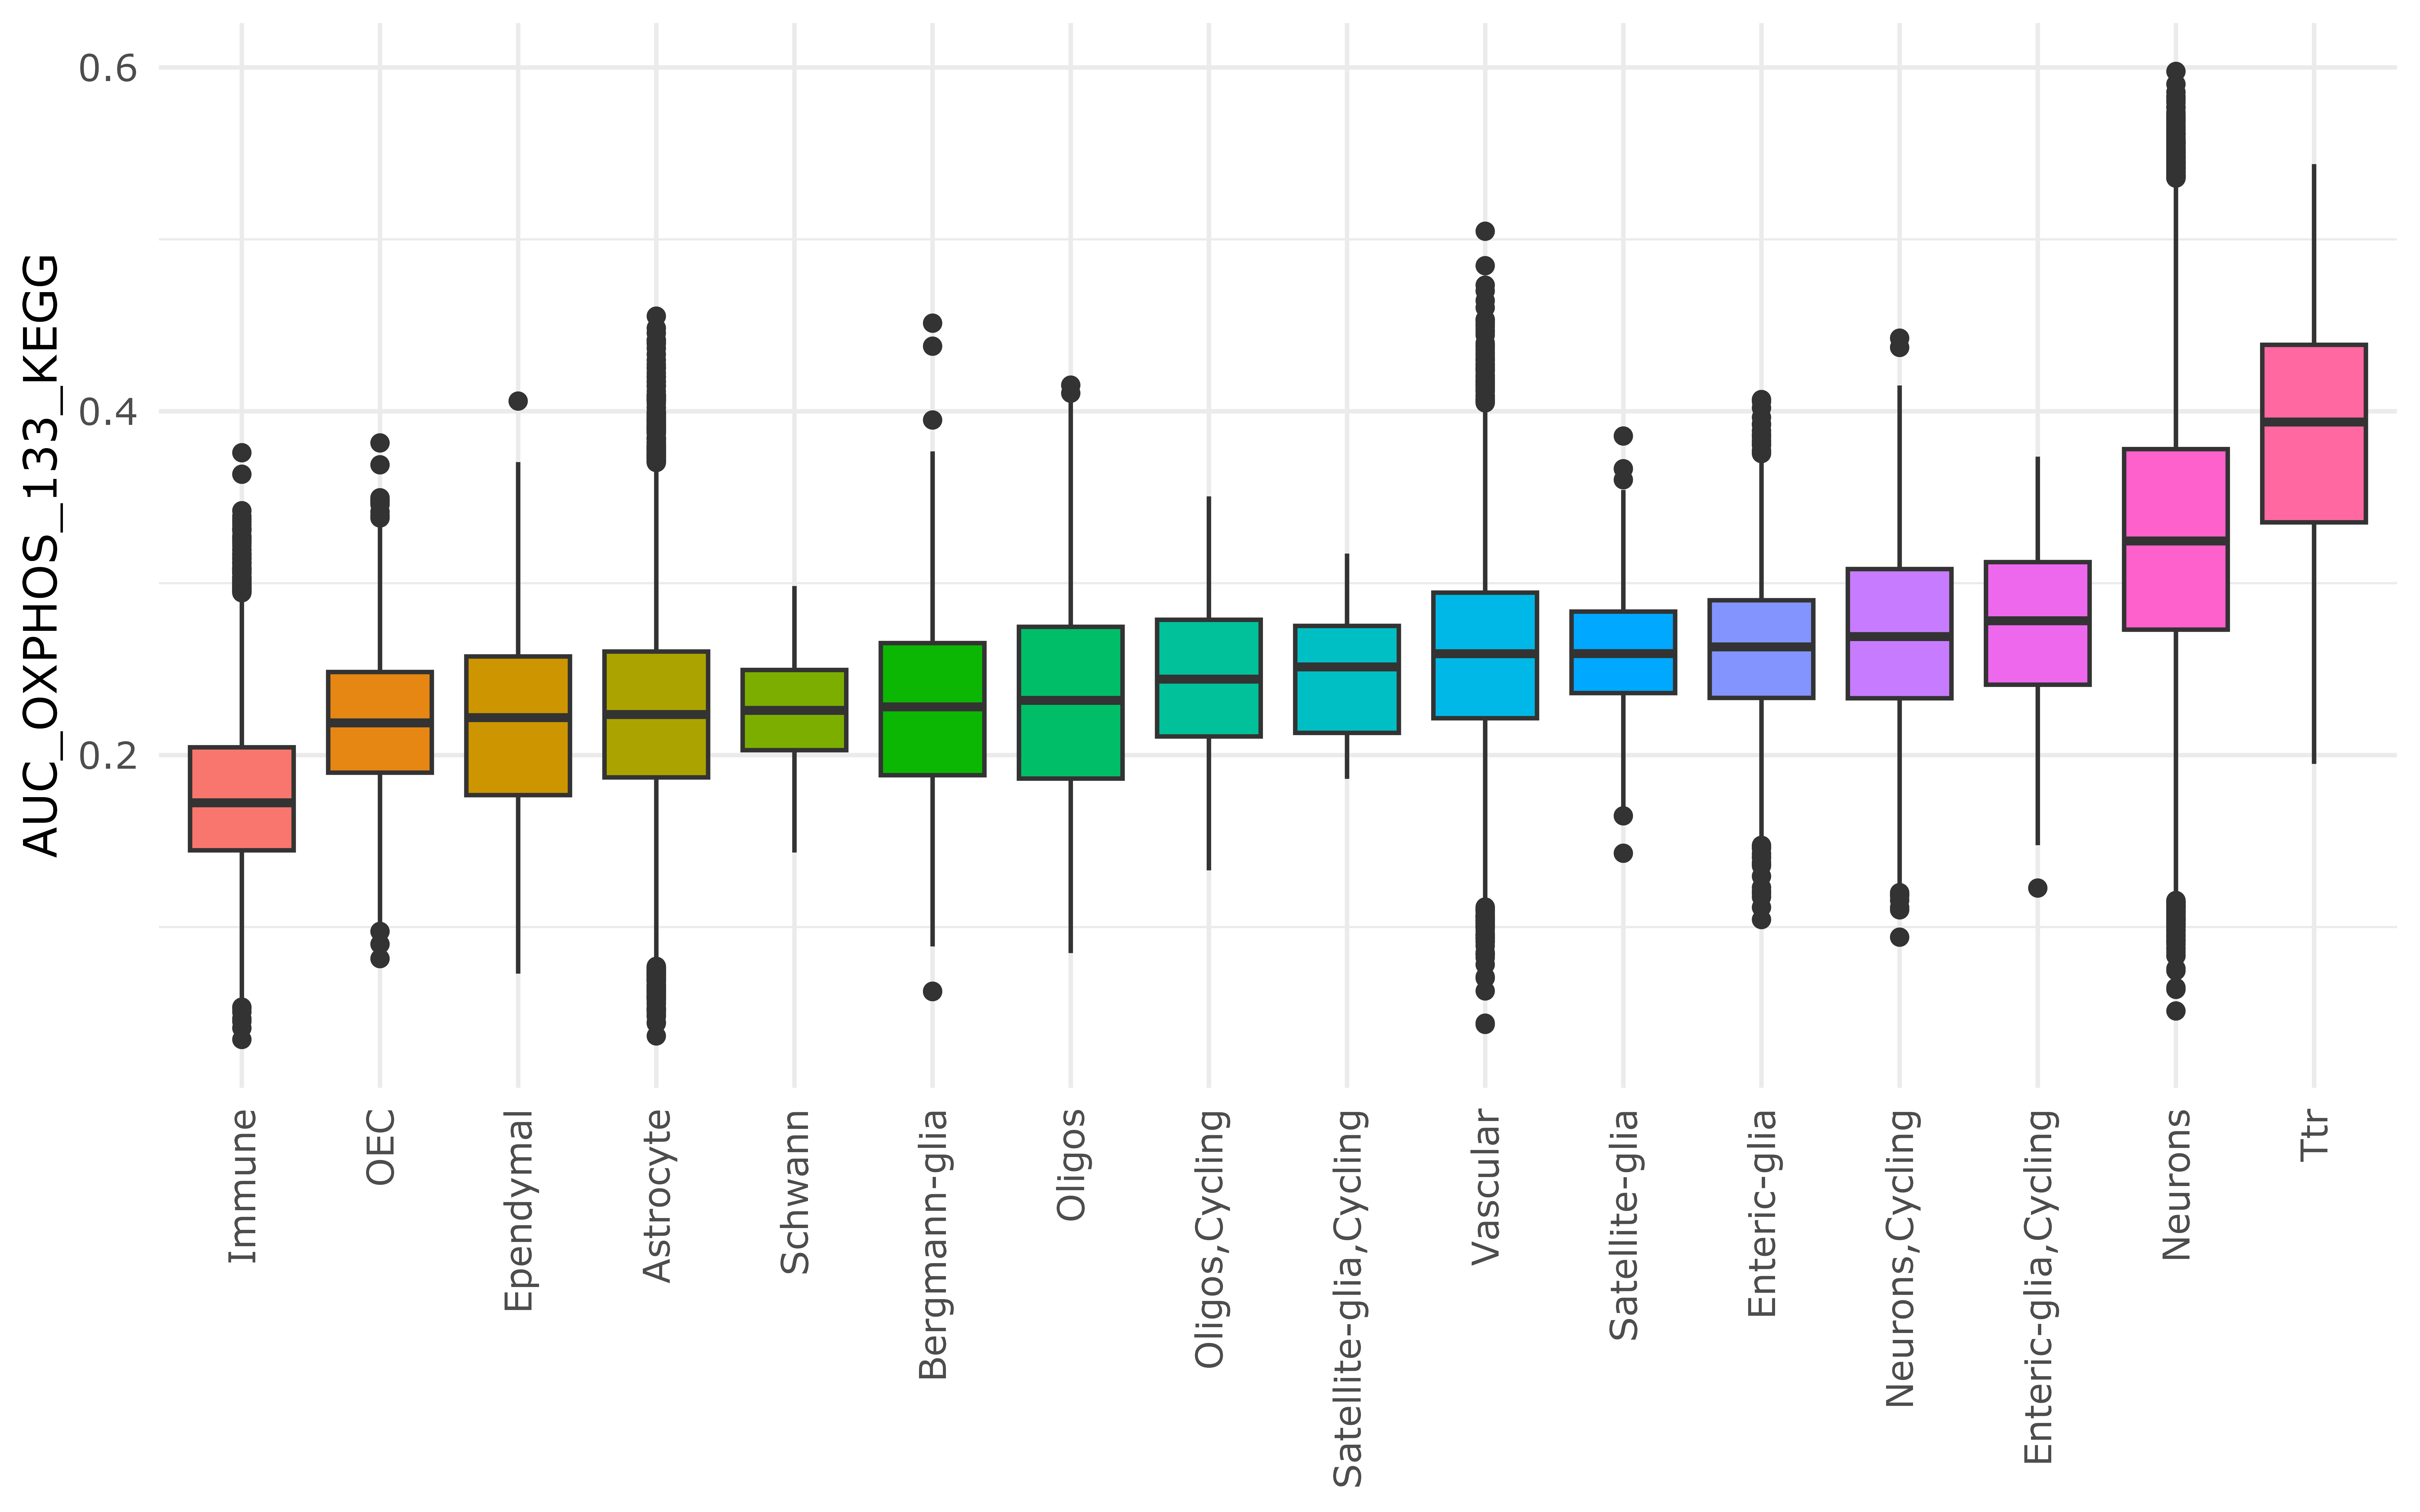 AUC_OXPHOS_133_KEGG
0.6
0.4
0.2
Immune
OEC
Ependymal
Astrocyte
Schwann
Bergmann-glia
Oligos
Oligos,Cycling
Satellite-glia,Cycling
Vascular
Satellite-glia
Enteric-glia
Neurons,Cycling
Enteric-glia,Cycling
Neurons
Ttr